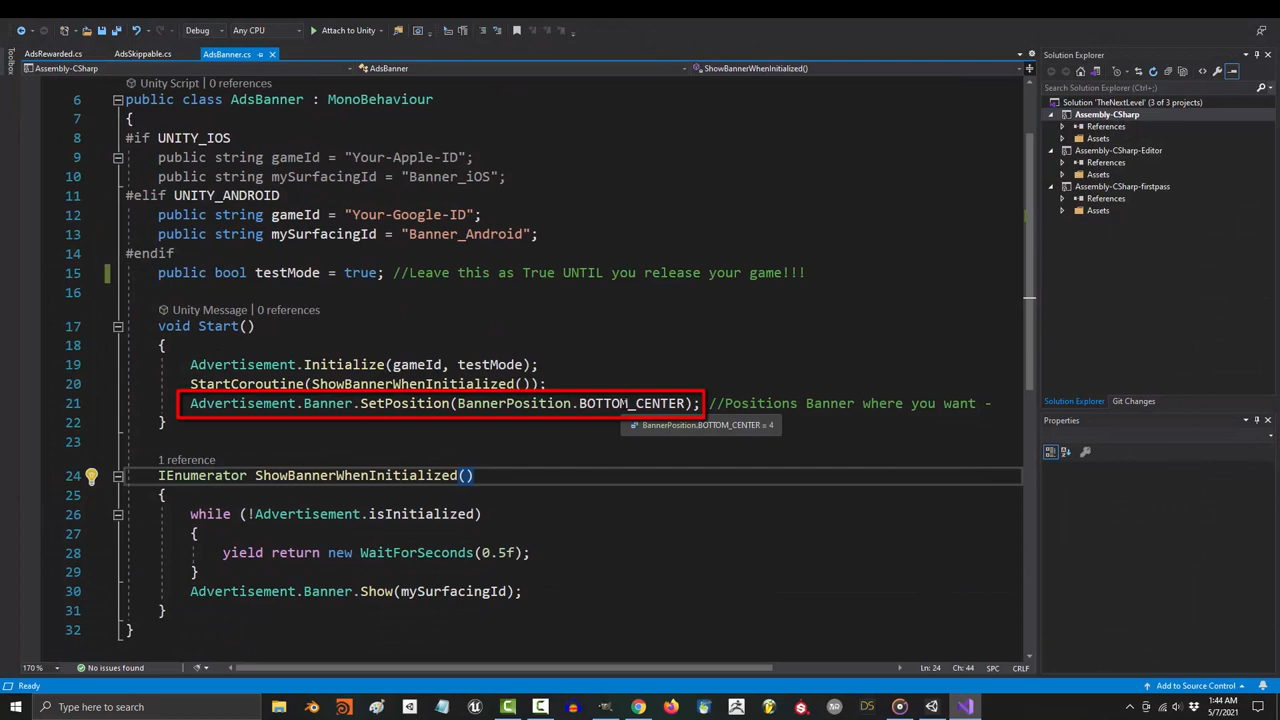 Debug
Any CPU
Attach to Unity
AdsRewarded.cs
AdsSkippable.cs
AdsBanner.cs
Toolbox
Assembly-CSharp
AdsBanner
ShowBannerWhenInitialized()
Unity Script | 0 references
6 public class AdsBanner : MonoBehaviour
7 {
8 #if UNITY_IOS
9 public string gameId = "Your-Apple-ID";
10 public string mySurfacingId = "Banner_iOS";
11 #elif UNITY_ANDROID
12 public string gameId = "Your-Google-ID";
13 public string mySurfacingId = "Banner_Android";
14 #endif
15 public bool testMode = true; //Leave this as True UNTIL you release your game!!!
16
Unity Message | 0 references
17 void Start()
18 {
19 Advertisement.Initialize(gameId, testMode);
20 StartCoroutine(ShowBannerWhenInitialized());
21 Advertisement.Banner.SetPosition(BannerPosition.BOTTOM_CENTER); //Positions Banner where you want -
BannerPosition.BOTTOM_CENTER = 4
22 }
23
1 reference
24 IEnumerator ShowBannerWhenInitialized()
25 {
26 while (!Advertisement.isInitialized)
27 {
28 yield return new WaitForSeconds(0.5f);
29 }
30 Advertisement.Banner.Show(mySurfacingId);
31 }
32 }
170 %
No issues found
Ln: 24
Ch: 44
SPC
CRLF
Solution Explorer
Search Solution Explorer (Ctrl+;)
Solution 'TheNextLevel' (3 of 3 projects)
Assembly-CSharp
References
Assets
Assembly-CSharp-Editor
References
Assets
Assembly-CSharp-firstpass
References
Assets
Solution Explorer
Git Changes
Properties
Ready
Add to Source Control
Type here to search
DS
1:44 AM
5/7/2021